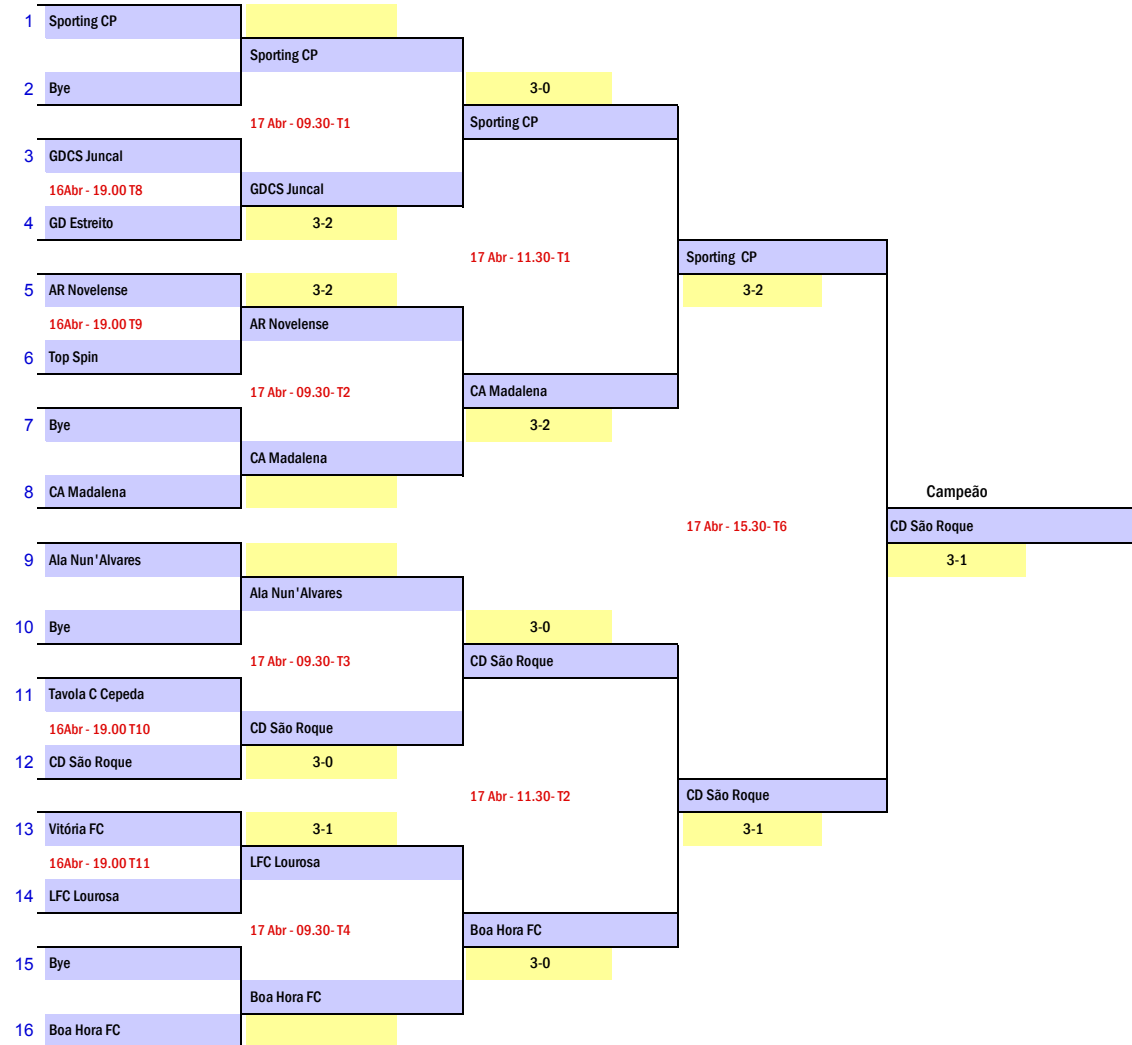 1 Sporting CP
Sporting CP
2 Bye 3-0
17 Abr - 09.30- T1 Sporting CP
3 GDCS Juncal
16Abr - 19.00 T8 GDCS Juncal
4 GD Estreito 3-2
17 Abr - 11.30- T1 Sporting  CP
5 AR Novelense 3-2 3-2
16Abr - 19.00 T9 AR Novelense
6 Top Spin
17 Abr - 09.30- T2 CA Madalena
7 Bye 3-2
CA Madalena
8 CA Madalena Campeão
17 Abr - 15.30- T6 CD São Roque
9 Ala Nun'Alvares 3-1
Ala Nun'Alvares
10 Bye 3-0
17 Abr - 09.30- T3 CD São Roque
11 Tavola C Cepeda
16Abr - 19.00 T10 CD São Roque
12 CD São Roque 3-0
17 Abr - 11.30- T2 CD São Roque
13 Vitória FC 3-1 3-1
16Abr - 19.00 T11 LFC Lourosa
14 LFC Lourosa
17 Abr - 09.30- T4 Boa Hora FC
15 Bye 3-0
Boa Hora FC
16 Boa Hora FC